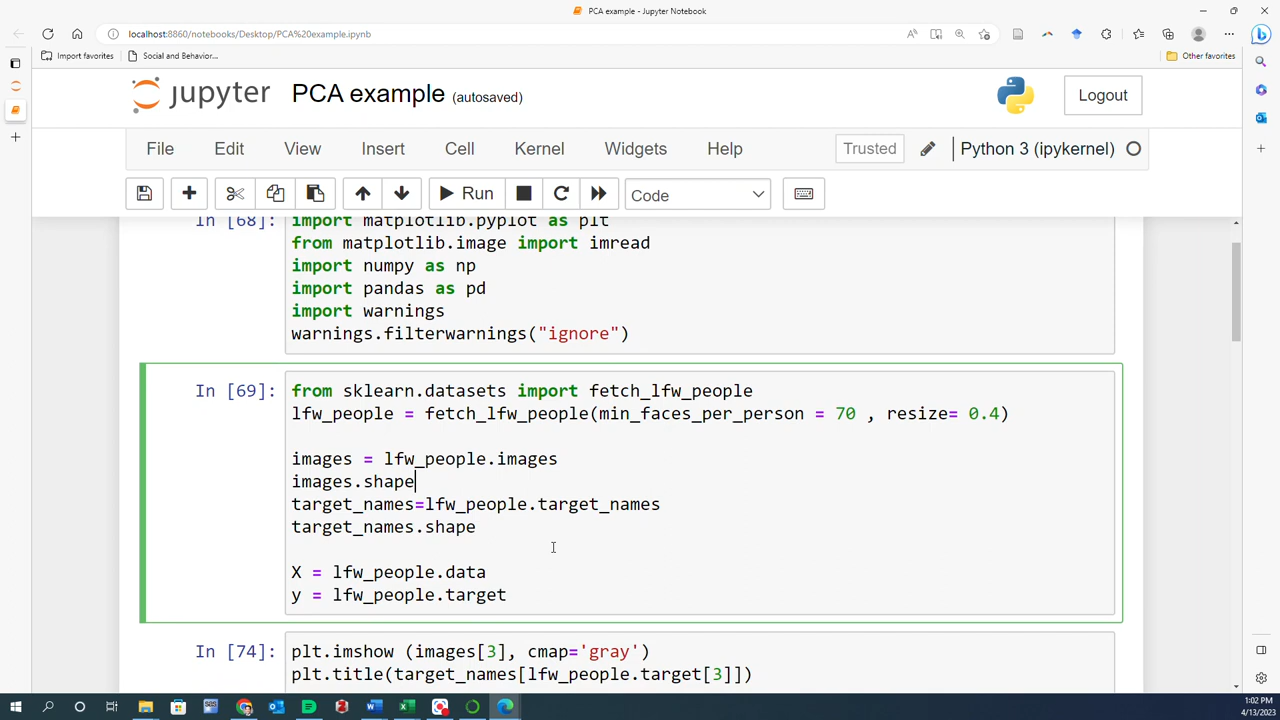 PCA example - Jupyter Notebook
localhost:8860/notebooks/Desktop/PCA%20example.ipynb
Import favorites
Social and Behavior...
Other favorites
jupyter PCA example (autosaved)
Logout
File Edit View Insert Cell Kernel Widgets Help
Trusted
Python 3 (ipykernel)
Run
Code
In [68]: import matplotlib.pyplot as plt
from matplotlib.image import imread
import numpy as np
import pandas as pd
import warnings
warnings.filterwarnings("ignore")
In [69]: from sklearn.datasets import fetch_lfw_people
lfw_people = fetch_lfw_people(min_faces_per_person = 70 , resize= 0.4)
images = lfw_people.images
images.shape
target_names=lfw_people.target_names
target_names.shape
X = lfw_people.data
y = lfw_people.target
In [74]: plt.imshow (images[3], cmap='gray')
plt.title(target_names[lfw_people.target[3]])
1:02 PM
4/13/2023